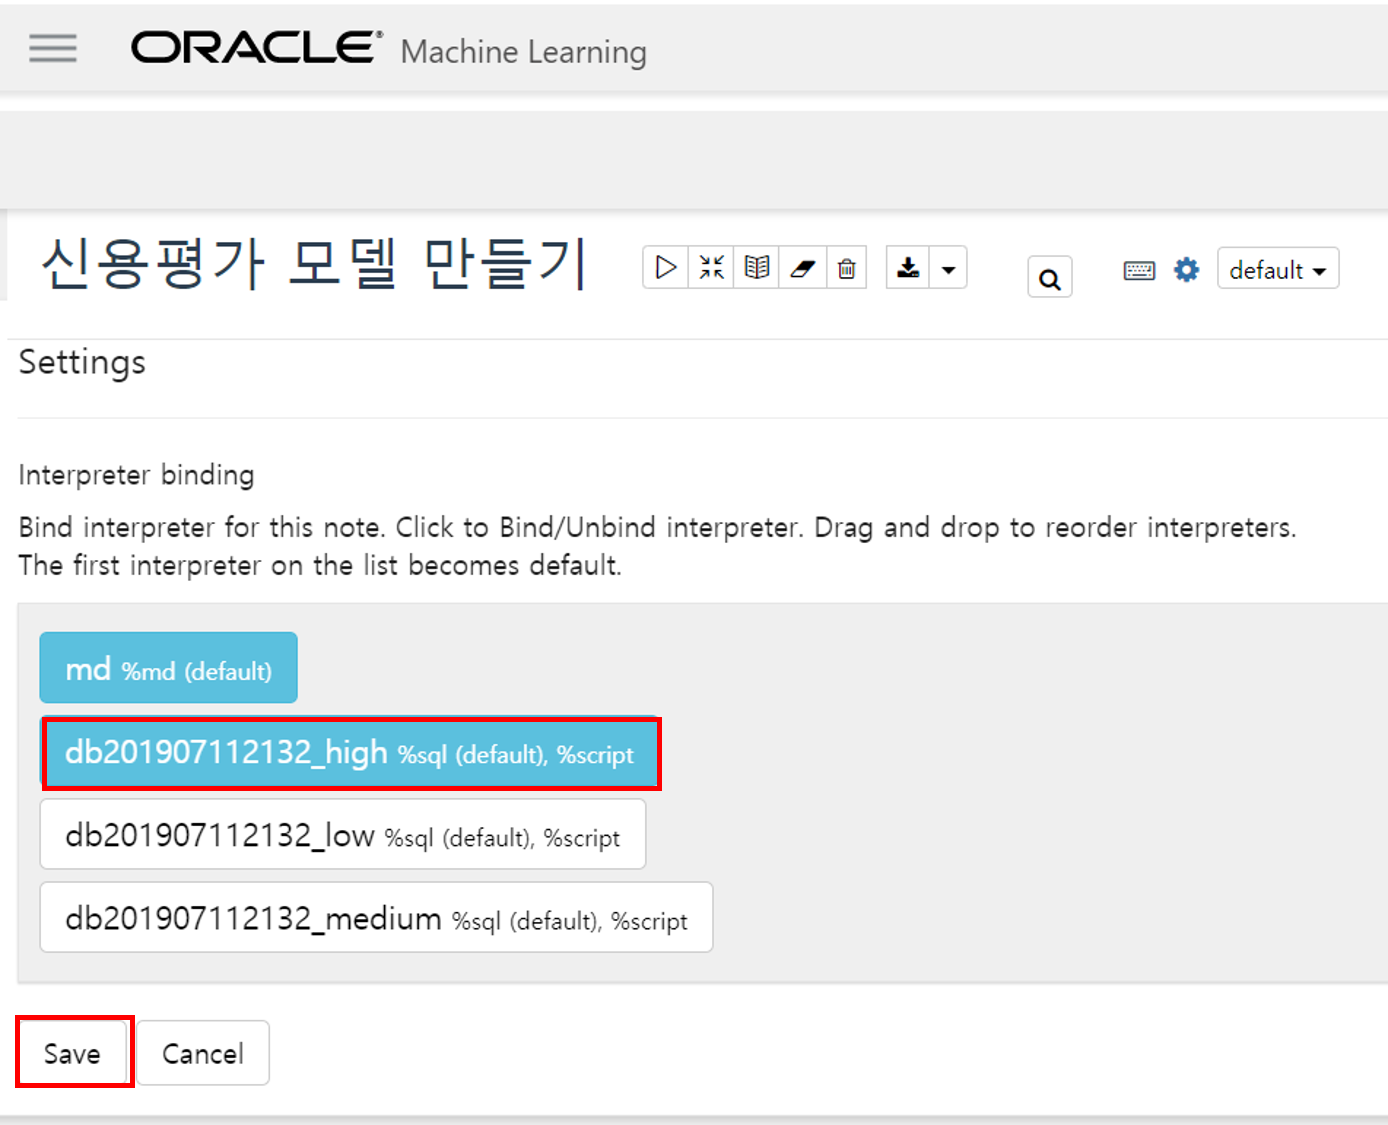 ORACLE® Machine Learning
신용평가 모델 만들기
default
Settings
Interpreter binding
Bind interpreter for this note. Click to Bind/Unbind interpreter. Drag and drop to reorder interpreters.
The first interpreter on the list becomes default.
md %md (default)
db201907112132_high %sql (default), %script
db201907112132_low %sql (default), %script
db201907112132_medium %sql (default), %script
Save Cancel